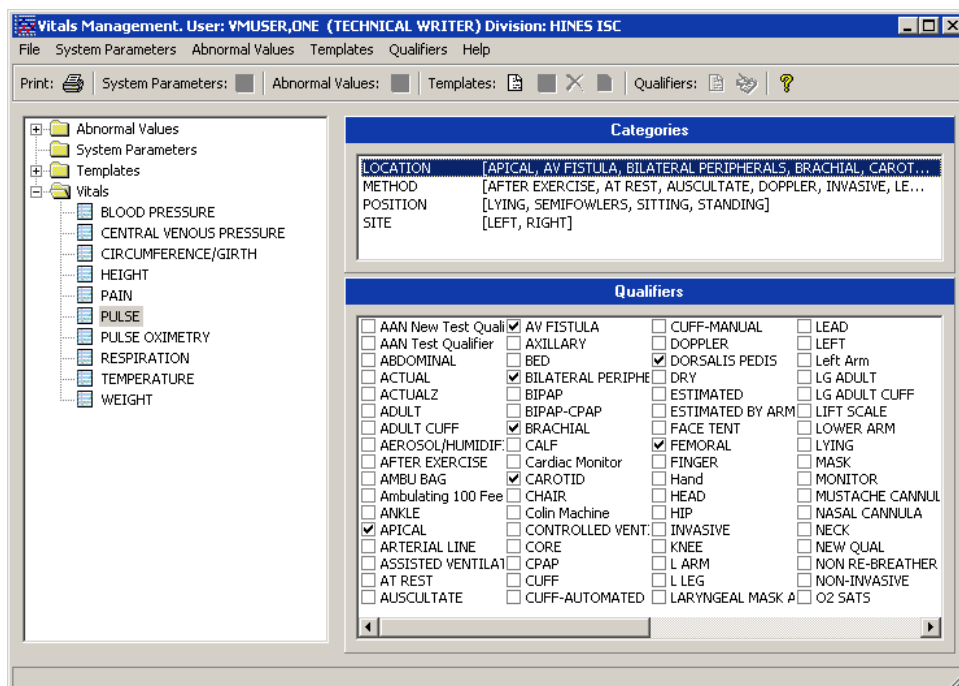 Vitals Management. User: VMUSER,ONE (TECHNICAL WRITER) Division: HINES ISC
File System Parameters Abnormal Values Templates Qualifiers Help
Print: System Parameters: Abnormal Values: Templates: Qualifiers:
Abnormal Values
System Parameters
Templates
Vitals
BLOOD PRESSURE
CENTRAL VENOUS PRESSURE
CIRCUMFERENCE/GIRTH
HEIGHT
PAIN
PULSE
PULSE OXIMETRY
RESPIRATION
TEMPERATURE
WEIGHT
Categories
LOCATION [APICAL, AV FISTULA, BILATERAL PERIPHERALS, BRACHIAL, CAROT...
METHOD [AFTER EXERCISE, AT REST, AUSCULTATE, DOPPLER, INVASIVE, LE...
POSITION [LYING, SEMIFOWLERS, SITTING, STANDING]
SITE [LEFT, RIGHT]
Qualifiers
AAN New Test Quali
AAN Test Qualifier
ABDOMINAL
ACTUAL
ACTUALZ
ADULT
ADULT CUFF
AEROSOL/HUMIDIF
AFTER EXERCISE
AMBU BAG
Ambulating 100 Fee
ANKLE
APICAL
ARTERIAL LINE
ASSISTED VENTILAT
AT REST
AUSCULTATE
AV FISTULA
AXILLARY
BED
BILATERAL PERIPHE
BIPAP
BIPAP-CPAP
BRACHIAL
CALF
Cardiac Monitor
CAROTID
CHAIR
Colin Machine
CONTROLLED VENT
CORE
CPAP
CUFF
CUFF-AUTOMATED
CUFF-MANUAL
DOPPLER
DORSALIS PEDIS
DRY
ESTIMATED
ESTIMATED BY ARM
FACE TENT
FEMORAL
FINGER
Hand
HEAD
HIP
INVASIVE
KNEE
L ARM
L LEG
LARYNGEAL MASK A
LEAD
LEFT
Left Arm
LG ADULT
LG ADULT CUFF
LIFT SCALE
LOWER ARM
LYING
MASK
MONITOR
MUSTACHE CANNUL
NASAL CANNULA
NECK
NEW QUAL
NON RE-BREATHER
NON-INVASIVE
O2 SATS